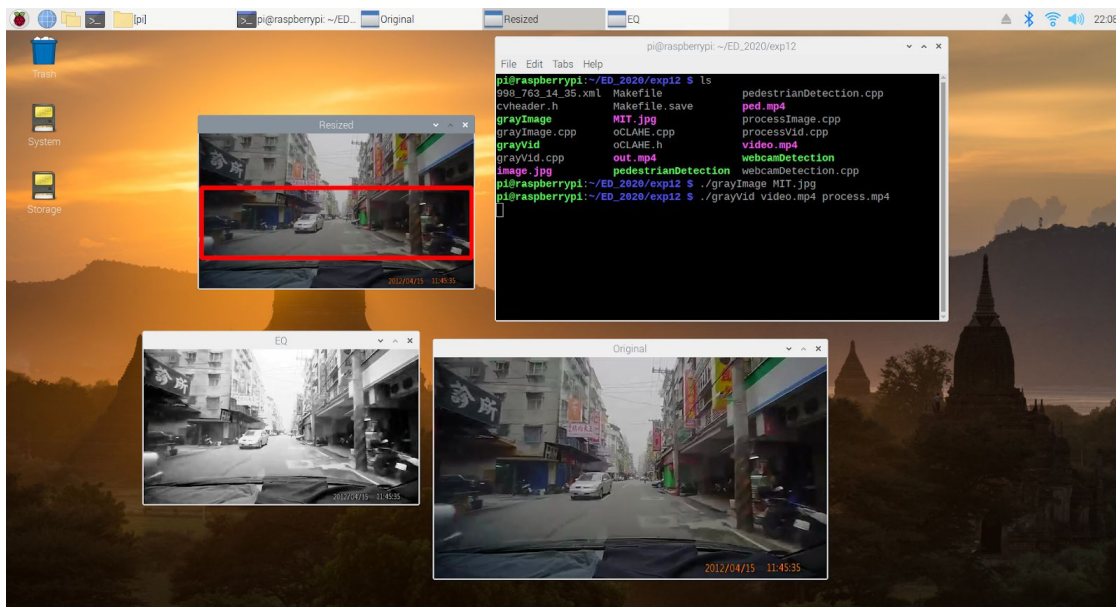 [pi]
pi@raspberrypi: ~/ED...
Original
Resized
EQ
22:08
Trash
System
Storage
pi@raspberrypi: ~/ED_2020/exp12
File Edit Tabs Help
pi@raspberrypi:~/ED_2020/exp12 $ ls
998_763_14_35.xml Makefile pedestrianDetection.cpp
cvheader.h Makefile.save ped.mp4
grayImage MIT.jpg processImage.cpp
grayImage.cpp oCLAHE.cpp processVid.cpp
grayVid oCLAHE.h video.mp4
grayVid.cpp out.mp4 webcamDetection
image.jpg pedestrianDetection webcamDetection.cpp
pi@raspberrypi:~/ED_2020/exp12 $ ./grayImage MIT.jpg
pi@raspberrypi:~/ED_2020/exp12 $ ./grayVid video.mp4 process.mp4
Resized
2012/04/15 11:45:35
EQ
診所
2012/04/15 11:45:35
Original
診所
2012/04/15 11:45:35